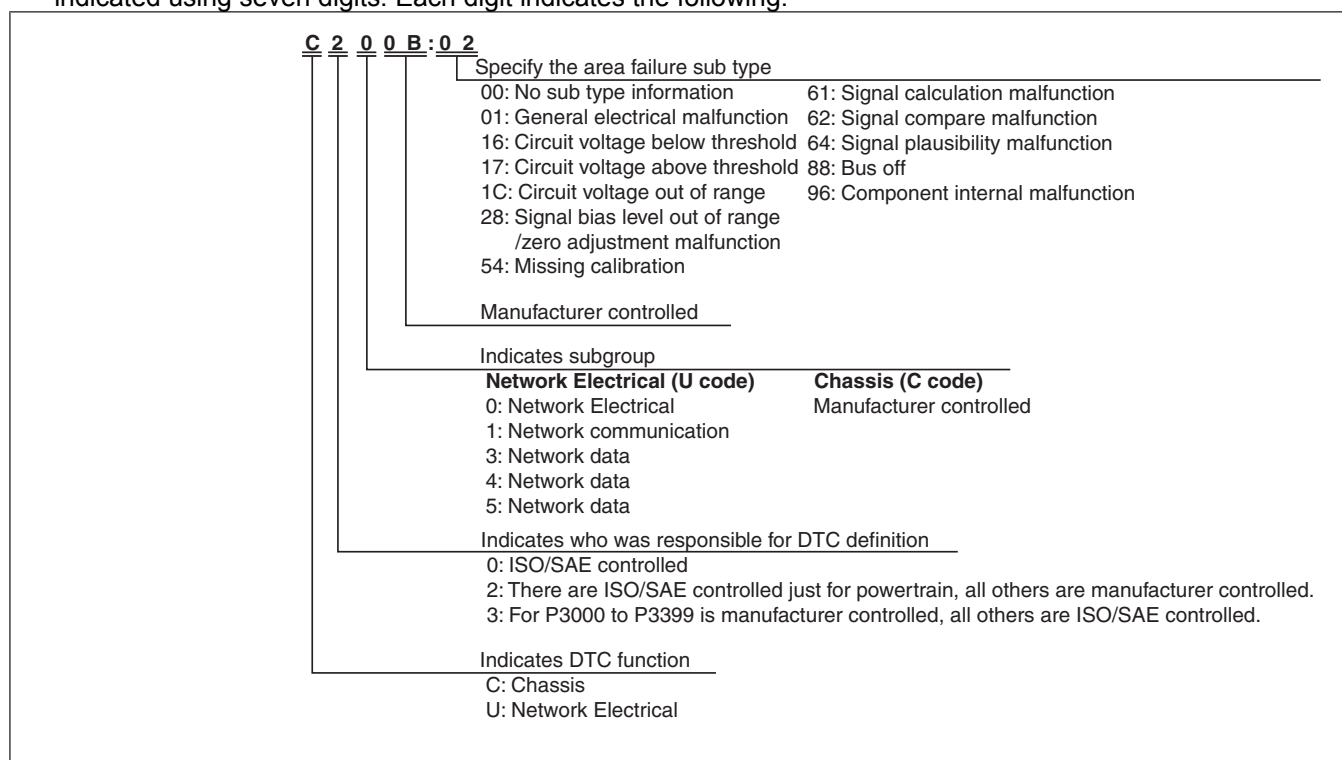 indicated using seven digits. Each digit indicates the following:
C 2 0 0 B : 0 2
Specify the area failure sub type
00: No sub type information
01: General electrical malfunction
16: Circuit voltage below threshold
17: Circuit voltage above threshold
1C: Circuit voltage out of range
28: Signal bias level out of range
/zero adjustment malfunction
54: Missing calibration
61: Signal calculation malfunction
62: Signal compare malfunction
64: Signal plausibility malfunction
88: Bus off
96: Component internal malfunction
Manufacturer controlled
Indicates subgroup
Network Electrical (U code)
0: Network Electrical
1: Network communication
3: Network data
4: Network data
5: Network data
Chassis (C code)
Manufacturer controlled
Indicates who was responsible for DTC definition
0: ISO/SAE controlled
2: There are ISO/SAE controlled just for powertrain, all others are manufacturer controlled.
3: For P3000 to P3399 is manufacturer controlled, all others are ISO/SAE controlled.
Indicates DTC function
C: Chassis
U: Network Electrical